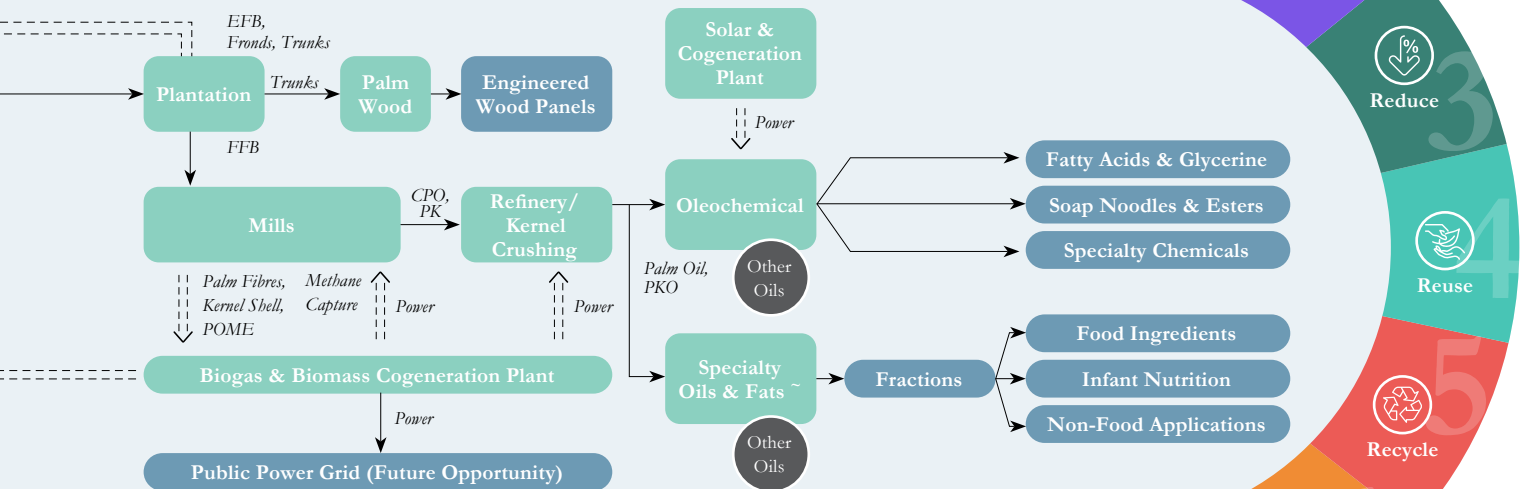 EFB,
Fronds, Trunks
Plantation
Trunks
Palm
Wood
Engineered
Wood Panels
Solar &
Cogeneration
Plant
Power
FFB
Mills
CPO,
PK
Refinery/
Kernel
Crushing
Oleochemical
Other
Oils
Fatty Acids & Glycerine
Soap Noodles & Esters
Specialty Chemicals
Palm Oil,
PKO
Palm Fibres,
Kernel Shell,
POME
Methane
Capture
Power
Power
Biogas & Biomass Cogeneration Plant
Power
Public Power Grid (Future Opportunity)
Specialty
Oils & Fats ~
Other
Oils
Fractions
Food Ingredients
Infant Nutrition
Non-Food Applications
3
Reduce
%
4
Reuse
5
Recycle